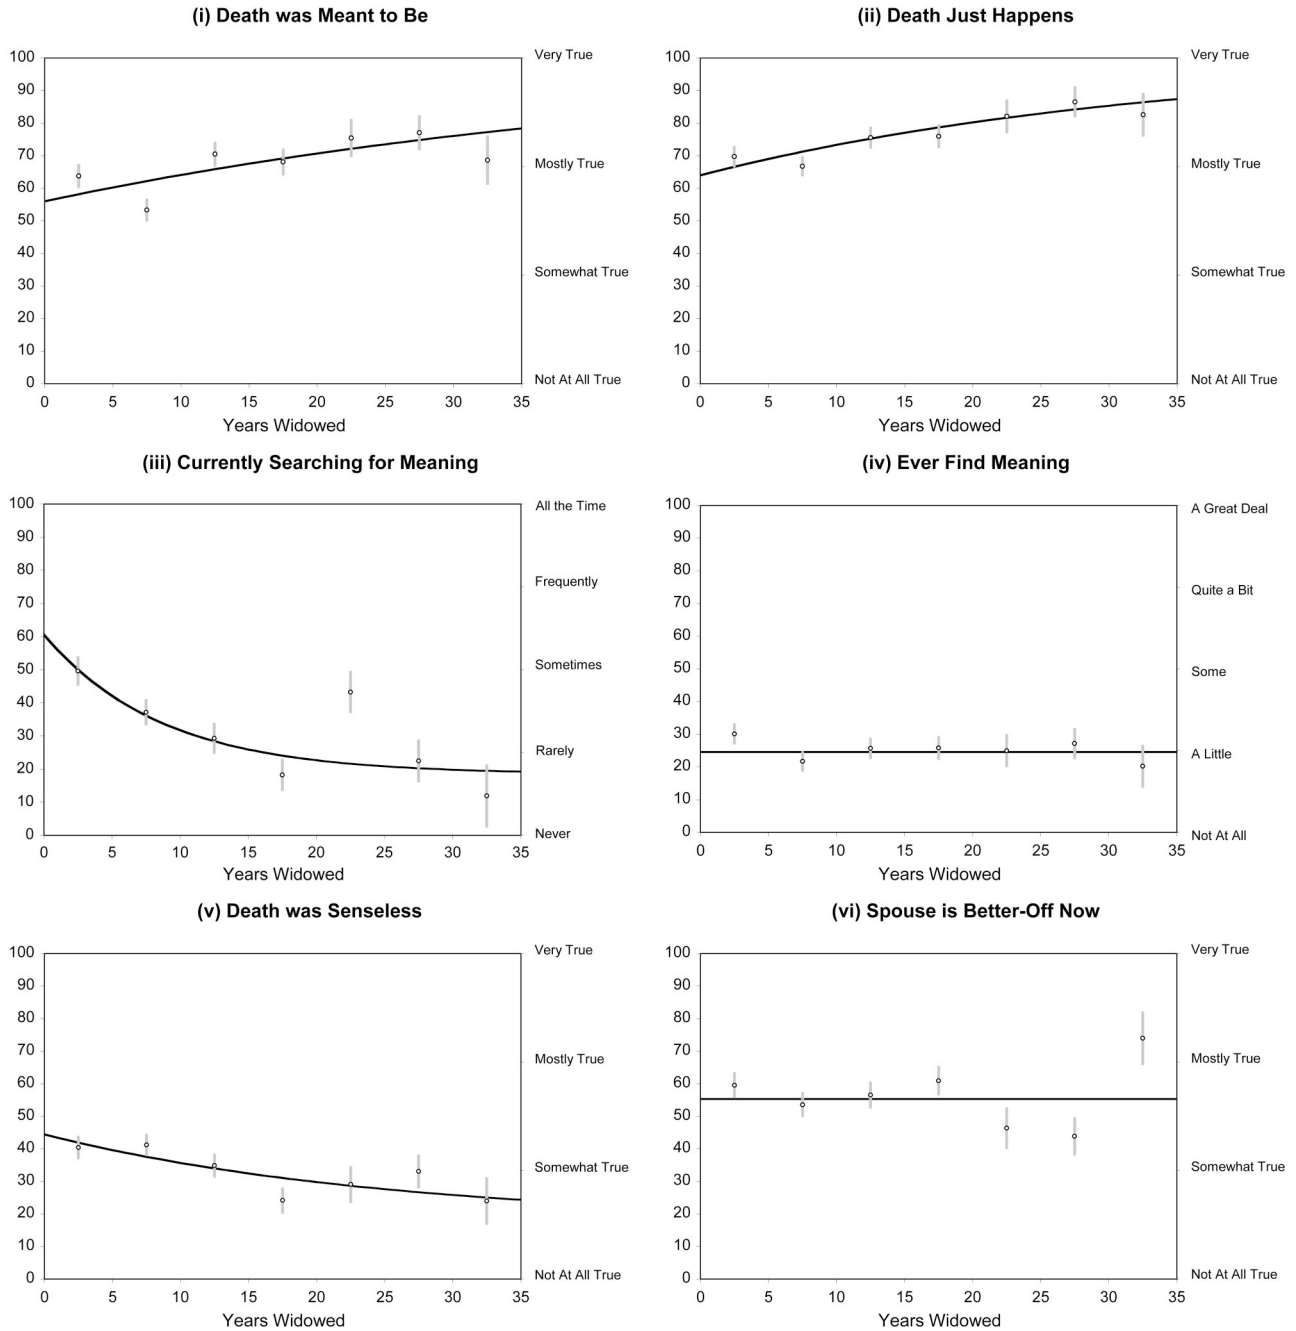 (i) Death was Meant to Be
100
90
80
70
60
50
40
30
20
10
0
Very True
Mostly True
Somewhat True
Not At All True
0 5 10 15 20 25 30 35
Years Widowed
(ii) Death Just Happens
100
90
80
70
60
50
40
30
20
10
0
Very True
Mostly True
Somewhat True
Not At All True
0 5 10 15 20 25 30 35
Years Widowed
(iii) Currently Searching for Meaning
100
90
80
70
60
50
40
30
20
10
0
All the Time
Frequently
Sometimes
Rarely
Never
0 5 10 15 20 25 30 35
Years Widowed
(iv) Ever Find Meaning
100
90
80
70
60
50
40
30
20
10
0
A Great Deal
Quite a Bit
Some
A Little
Not At All
0 5 10 15 20 25 30 35
Years Widowed
(v) Death was Senseless
100
90
80
70
60
50
40
30
20
10
0
Very True
Mostly True
Somewhat True
Not At All True
0 5 10 15 20 25 30 35
Years Widowed
(vi) Spouse is Better-Off Now
100
90
80
70
60
50
40
30
20
10
0
Very True
Mostly True
Somewhat True
Not At All True
0 5 10 15 20 25 30 35
Years Widowed